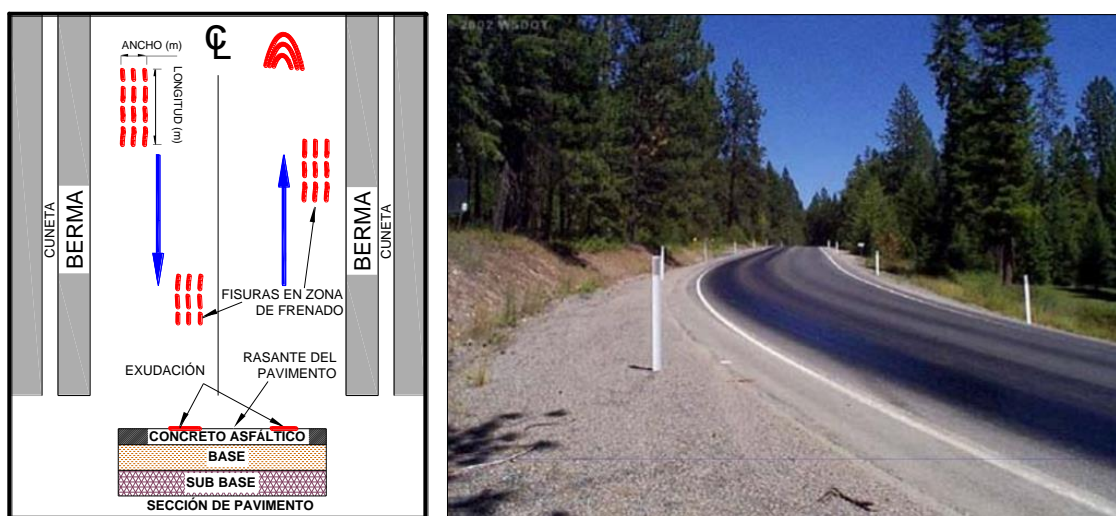 ANCHO (m)
LONGITUD (m)
CL
CUNETA
BERMA
BERMA
CUNETA
FISURAS EN ZONA
DE FRENADO
EXUDACIÓN
RASANTE DEL
PAVIMENTO
CONCRETO ASFÁLTICO
BASE
SUB BASE
SECCIÓN DE PAVIMENTO
2002 WSDOT